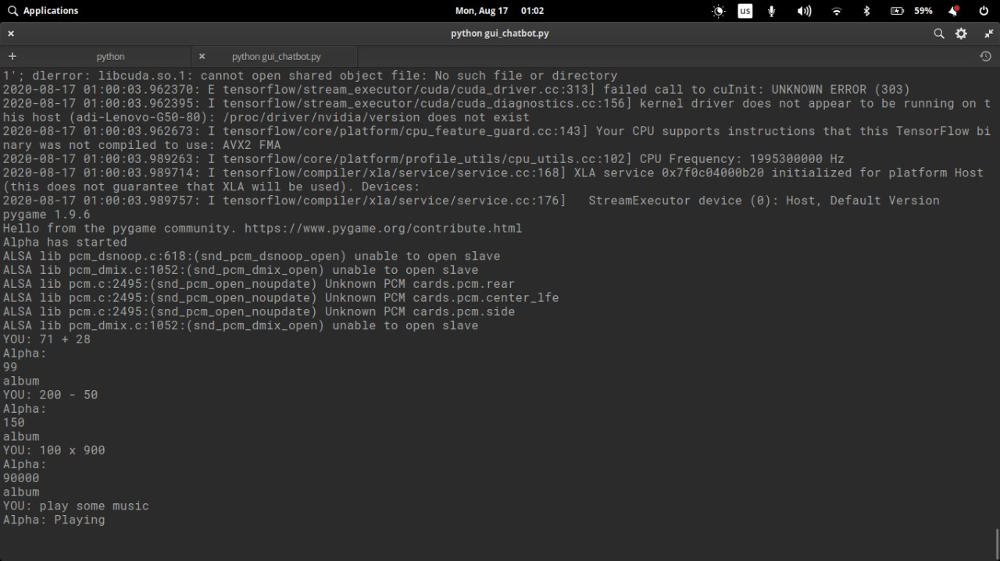 Applications
Mon, Aug 17 01:02
us
59%
python gui_chatbot.py
python
python gui_chatbot.py
1'; dlerror: libcuda.so.1: cannot open shared object file: No such file or directory
2020-08-17 01:00:03.962370: E tensorflow/stream_executor/cuda/cuda_driver.cc:313] failed call to cuInit: UNKNOWN ERROR (303)
2020-08-17 01:00:03.962395: I tensorflow/stream_executor/cuda/cuda_diagnostics.cc:156] kernel driver does not appear to be running on t
his host (adi-Lenovo-G50-80): /proc/driver/nvidia/version does not exist
2020-08-17 01:00:03.962673: I tensorflow/core/platform/cpu_feature_guard.cc:143] Your CPU supports instructions that this TensorFlow bi
nary was not compiled to use: AVX2 FMA
2020-08-17 01:00:03.989263: I tensorflow/core/platform/profile_utils/cpu_utils.cc:102] CPU Frequency: 1995300000 Hz
2020-08-17 01:00:03.989714: I tensorflow/compiler/xla/service/service.cc:168] XLA service 0x7f0c04000b20 initialized for platform Host
(this does not guarantee that XLA will be used). Devices:
2020-08-17 01:00:03.989757: I tensorflow/compiler/xla/service/service.cc:176]   StreamExecutor device (0): Host, Default Version
pygame 1.9.6
Hello from the pygame community. https://www.pygame.org/contribute.html
Alpha has started
ALSA lib pcm_dsnoop.c:618:(snd_pcm_dsnoop_open) unable to open slave
ALSA lib pcm_dmix.c:1052:(snd_pcm_dmix_open) unable to open slave
ALSA lib pcm.c:2495:(snd_pcm_open_noupdate) Unknown PCM cards.pcm.rear
ALSA lib pcm.c:2495:(snd_pcm_open_noupdate) Unknown PCM cards.pcm.center_lfe
ALSA lib pcm.c:2495:(snd_pcm_open_noupdate) Unknown PCM cards.pcm.side
ALSA lib pcm_dmix.c:1052:(snd_pcm_dmix_open) unable to open slave
YOU: 71 + 28
Alpha:
99
album
YOU: 200 - 50
Alpha:
150
album
YOU: 100 x 900
Alpha:
90000
album
YOU: play some music
Alpha: Playing